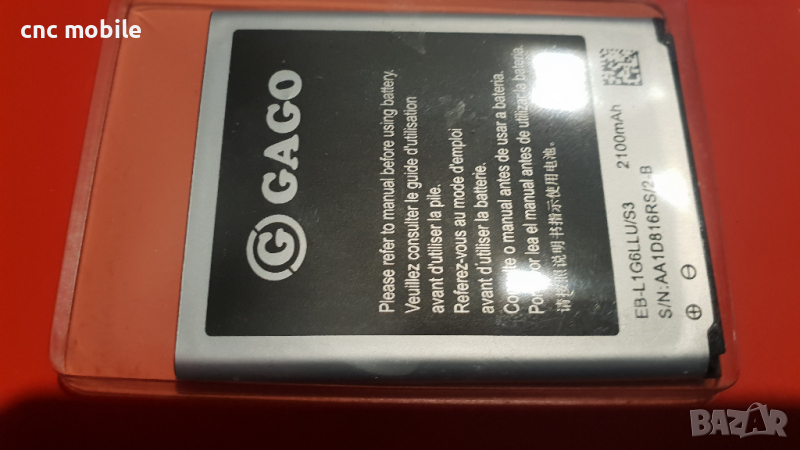 cnc mobile
GAGO
Please refer to manual before using battery.
Veuillez consulter le guide d'utilisation
avant d'utiliser la pile.
Referez-vous au mode d'emploi
avant d'utiliser la batterie.
Consulte o manual antes de usar a bateria.
Por favor lea el manual antes de utilizar la bateria.
请按照说明书指示使用电池。
EB-L1G6LLU/S3 2100mAh
S/N:AA1D816RS/2-B
⊕ ⊖
BAZAR